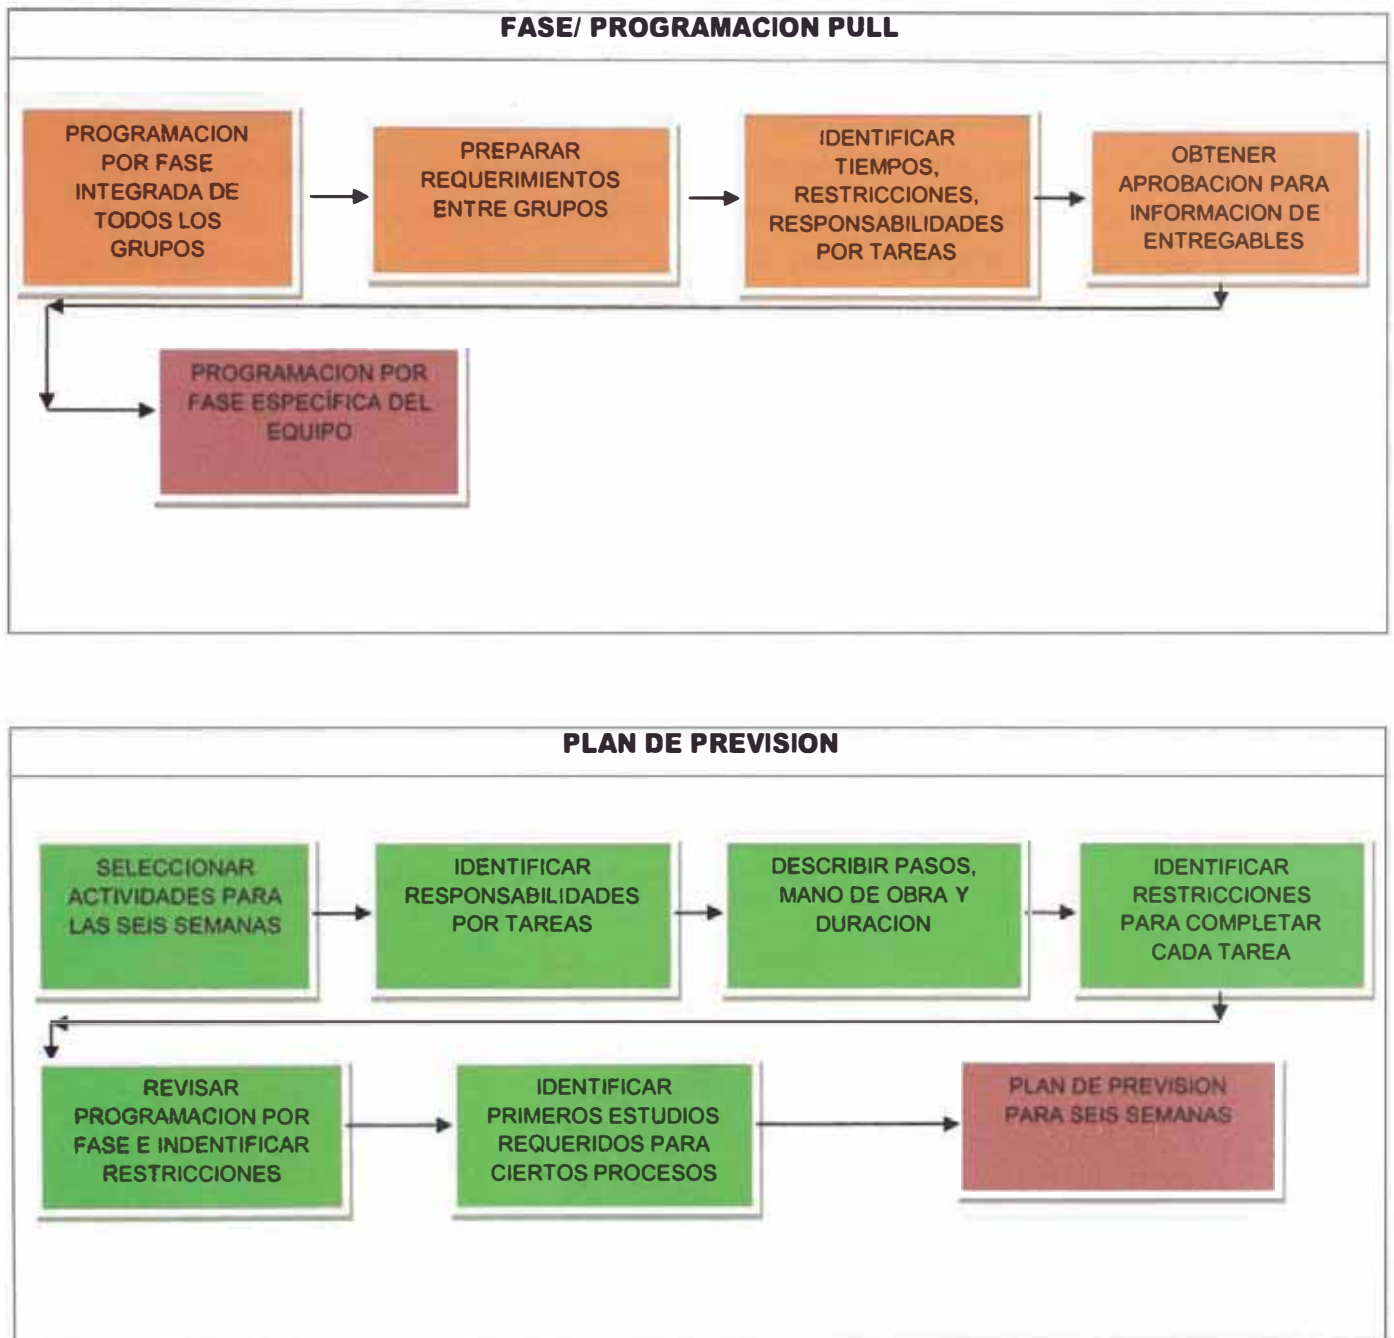 FASE/ PROGRAMACION PULL
PROGRAMACION
POR FASE
INTEGRADA DE
TODOS LOS
GRUPOS
PREPARAR
REQUERIMIENTOS
ENTRE GRUPOS
IDENTIFICAR
TIEMPOS,
RESTRICCIONES,
RESPONSABILIDADES
POR TAREAS
OBTENER
APROBACION PARA
INFORMACION DE
ENTREGABLES
PROGRAMACION POR
FASE ESPECÍFICA DEL
EQUIPO
PLAN DE PREVISION
SELECCIONAR
ACTIVIDADES PARA
LAS SEIS SEMANAS
IDENTIFICAR
RESPONSABILIDADES
POR TAREAS
DESCRIBIR PASOS,
MANO DE OBRA Y
DURACION
IDENTIFICAR
RESTRICCIONES
PARA COMPLETAR
CADA TAREA
REVISAR
PROGRAMACION POR
FASE E INDENTIFICAR
RESTRICCIONES
IDENTIFICAR
PRIMEROS ESTUDIOS
REQUERIDOS PARA
CIERTOS PROCESOS
PLAN DE PREVISION
PARA SEIS SEMANAS